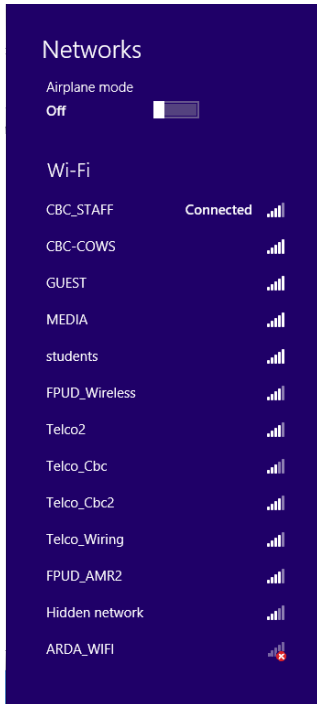 Networks
Airplane mode
Off
Wi-Fi
CBC_STAFF Connected
CBC-COWS
GUEST
MEDIA
students
FPUD_Wireless
Telco2
Telco_Cbc
Telco_Cbc2
Telco_Wiring
FPUD_AMR2
Hidden network
ARDA_WIFI